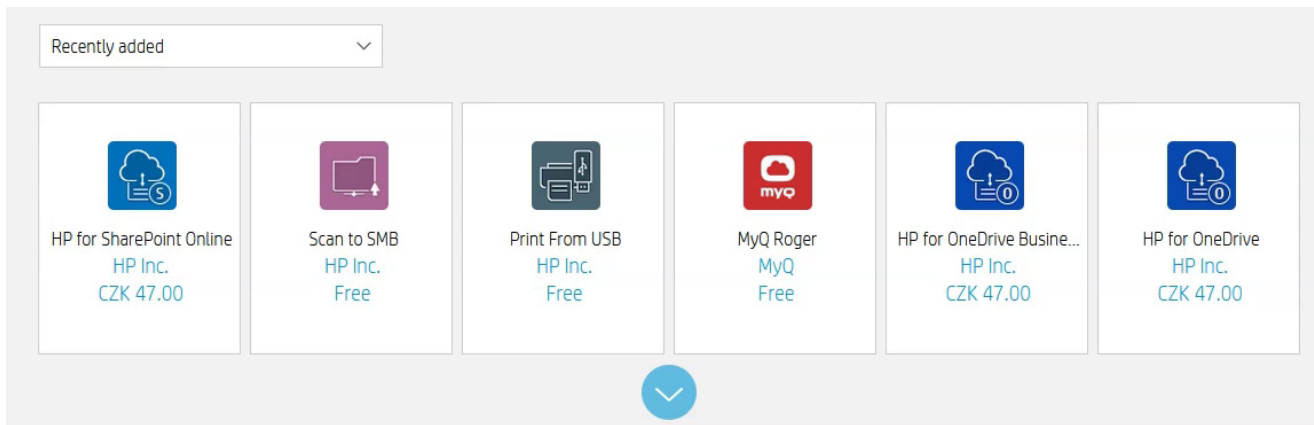 Recently added
S
HP for SharePoint Online
HP Inc.
CZK 47.00
Scan to SMB
HP Inc.
Free
Print From USB
HP Inc.
Free
myQ
MyQ Roger
MyQ
Free
O
HP for OneDrive Busine...
HP Inc.
CZK 47.00
O
HP for OneDrive
HP Inc.
CZK 47.00